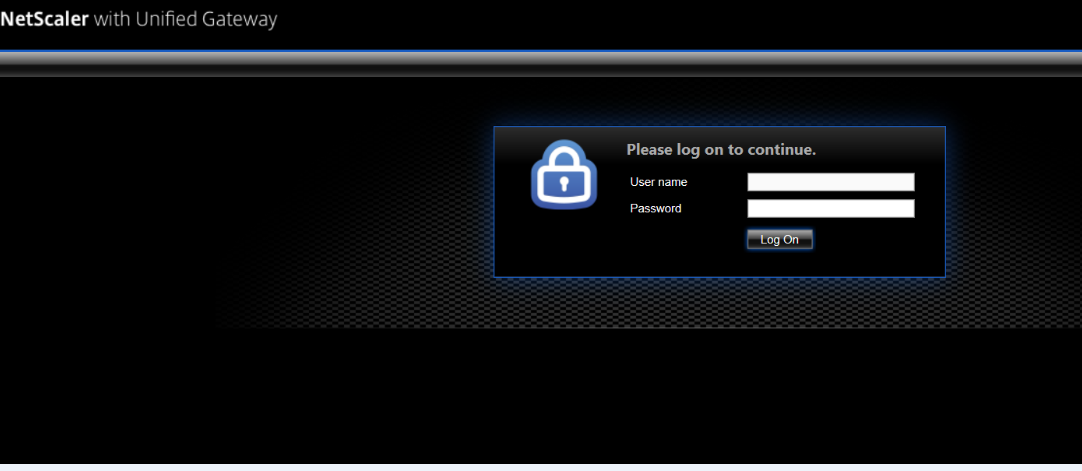 NetScaler with Unified Gateway
Please log on to continue.
User name
Password
Log On